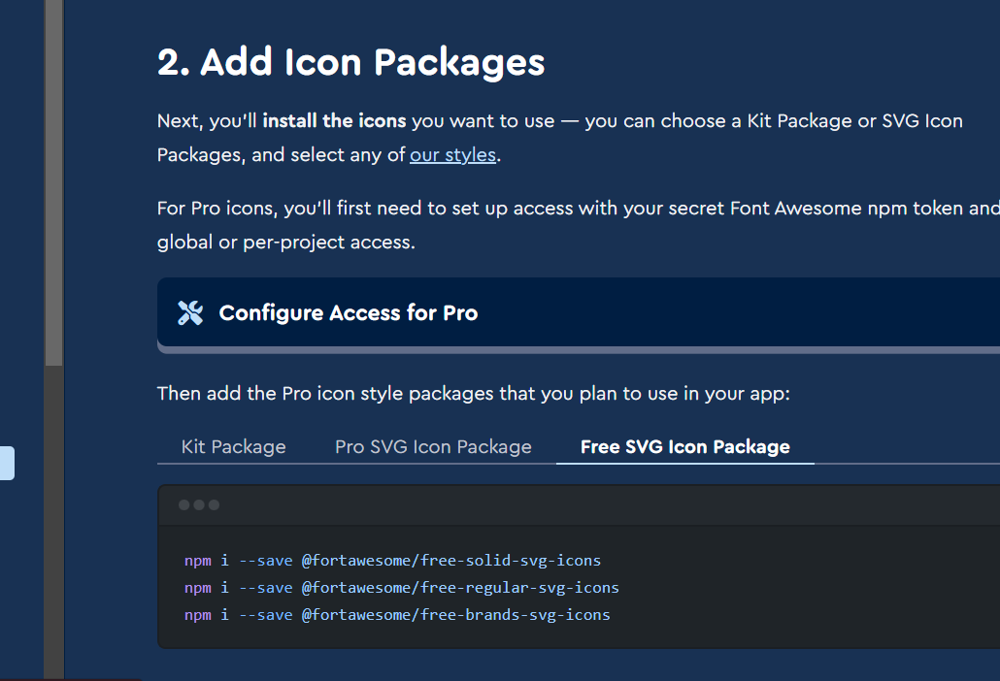 2. Add Icon Packages
Next, you’ll install the icons you want to use — you can choose a Kit Package or SVG Icon
Packages, and select any of our styles.
For Pro icons, you’ll first need to set up access with your secret Font Awesome npm token and
global or per-project access.
Configure Access for Pro
Then add the Pro icon style packages that you plan to use in your app:
Kit Package Pro SVG Icon Package Free SVG Icon Package
npm i --save @fortawesome/free-solid-svg-icons
npm i --save @fortawesome/free-regular-svg-icons
npm i --save @fortawesome/free-brands-svg-icons